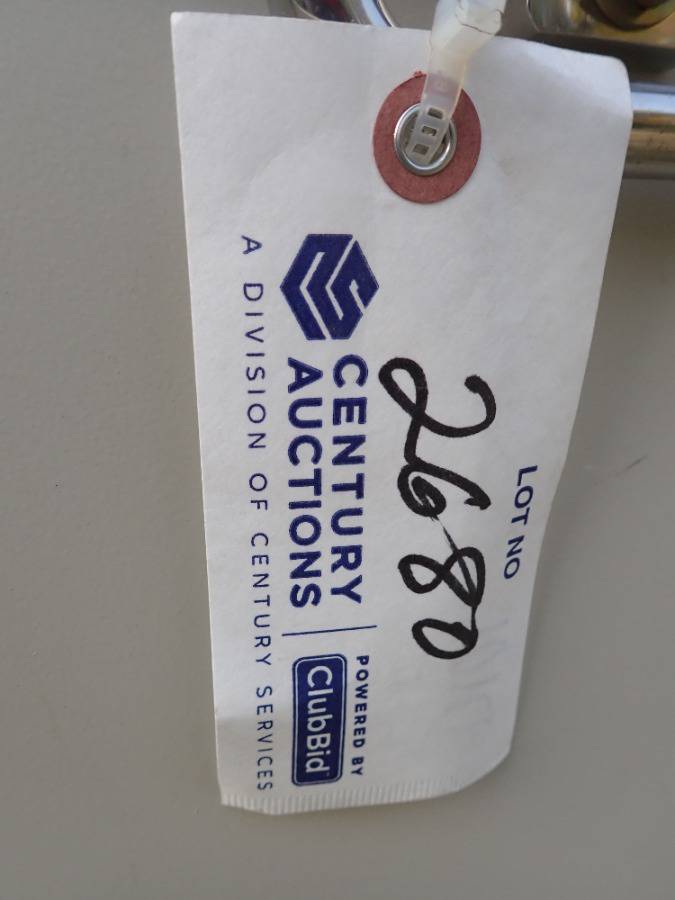 LOT NO
2680
CENTURY
AUCTIONS
POWERED BY
ClubBid
A DIVISION OF CENTURY SERVICES